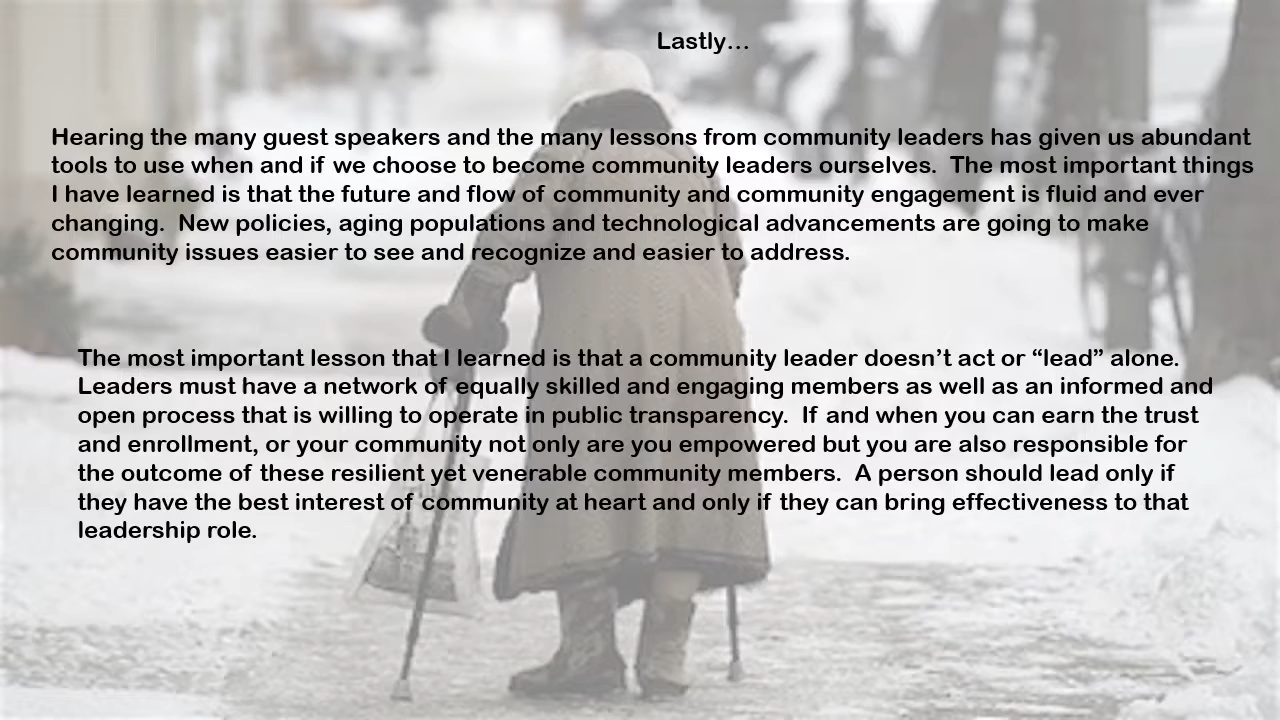 Lastly…
Hearing the many guest speakers and the many lessons from community leaders has given us abundant
tools to use when and if we choose to become community leaders ourselves.  The most important things
I have learned is that the future and flow of community and community engagement is fluid and ever
changing.  New policies, aging populations and technological advancements are going to make
community issues easier to see and recognize and easier to address.
The most important lesson that I learned is that a community leader doesn’t act or “lead” alone.
Leaders must have a network of equally skilled and engaging members as well as an informed and
open process that is willing to operate in public transparency.  If and when you can earn the trust
and enrollment, or your community not only are you empowered but you are also responsible for
the outcome of these resilient yet venerable community members.  A person should lead only if
they have the best interest of community at heart and only if they can bring effectiveness to that
leadership role.